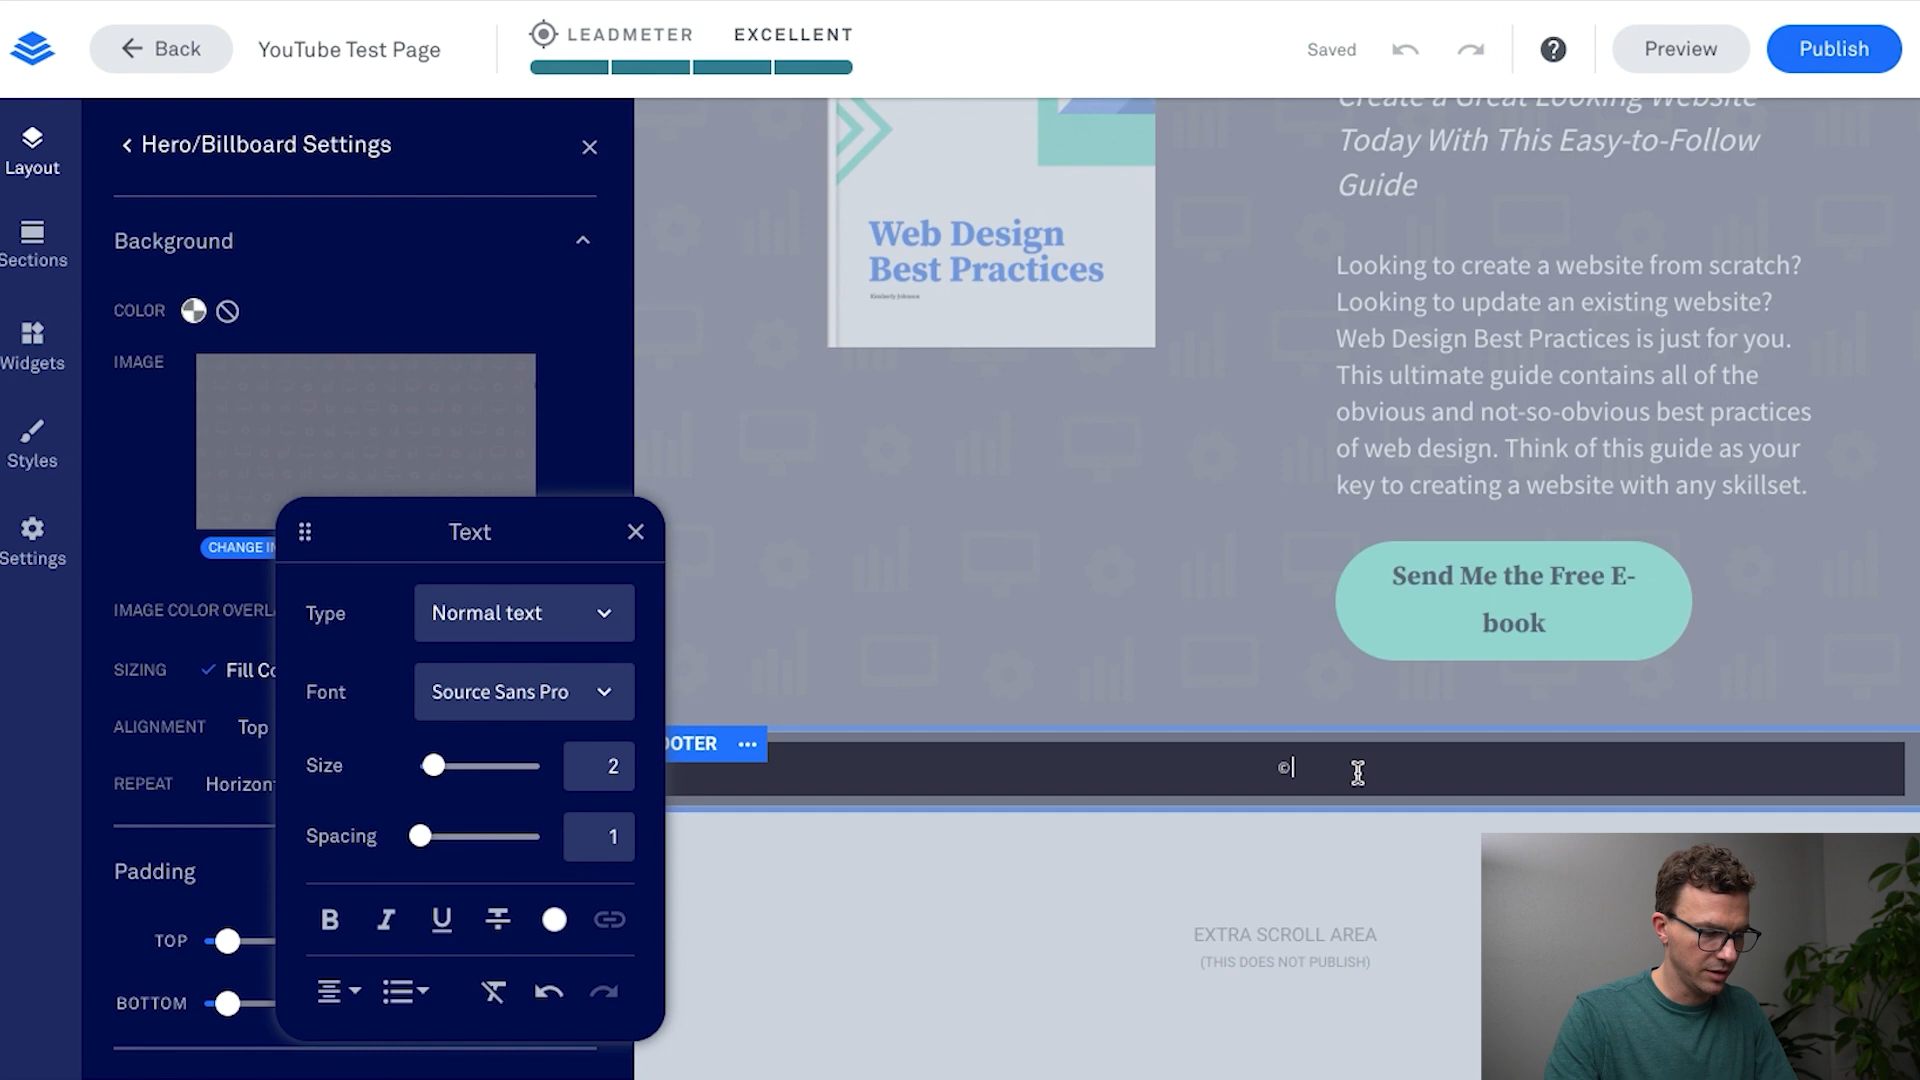 Back
YouTube Test Page
LEADMETER
EXCELLENT
Saved
Preview
Publish
Layout
Sections
Widgets
Styles
Settings
Hero/Billboard Settings
Background
COLOR
IMAGE
CHANGE
IMAGE COLOR
SIZING
Fill
ALIGNMENT
Top
REPEAT
Padding
TOP
BOTTOM
Text
Type
Normal text
Font
Source Sans Pro
Size
2
Spacing
1
B I U
Web Design
Best Practices
Kimberly Johnson
Create a Great Looking Website
Today With This Easy-to-Follow
Guide
Looking to create a website from scratch?
Looking to update an existing website?
Web Design Best Practices is just for you.
This ultimate guide contains all of the
obvious and not-so-obvious best practices
of web design. Think of this guide as your
key to creating a website with any skillset.
Send Me the Free E-
book
OOTER
©
EXTRA SCROLL AREA
(THIS DOES NOT PUBLISH)